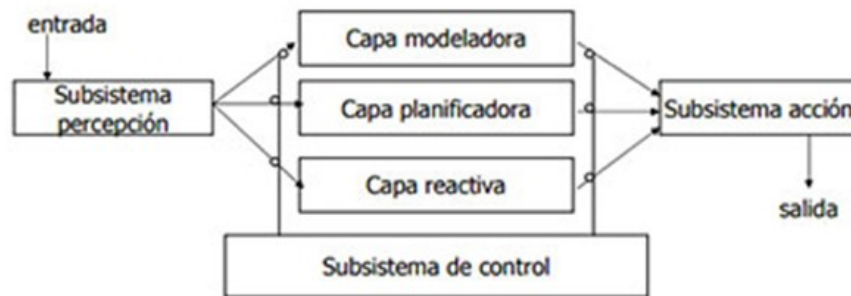 entrada
Capa modeladora
Subsistema
percepción
Capa planificadora
Subsistema acción
Capa reactiva
salida
Subsistema de control